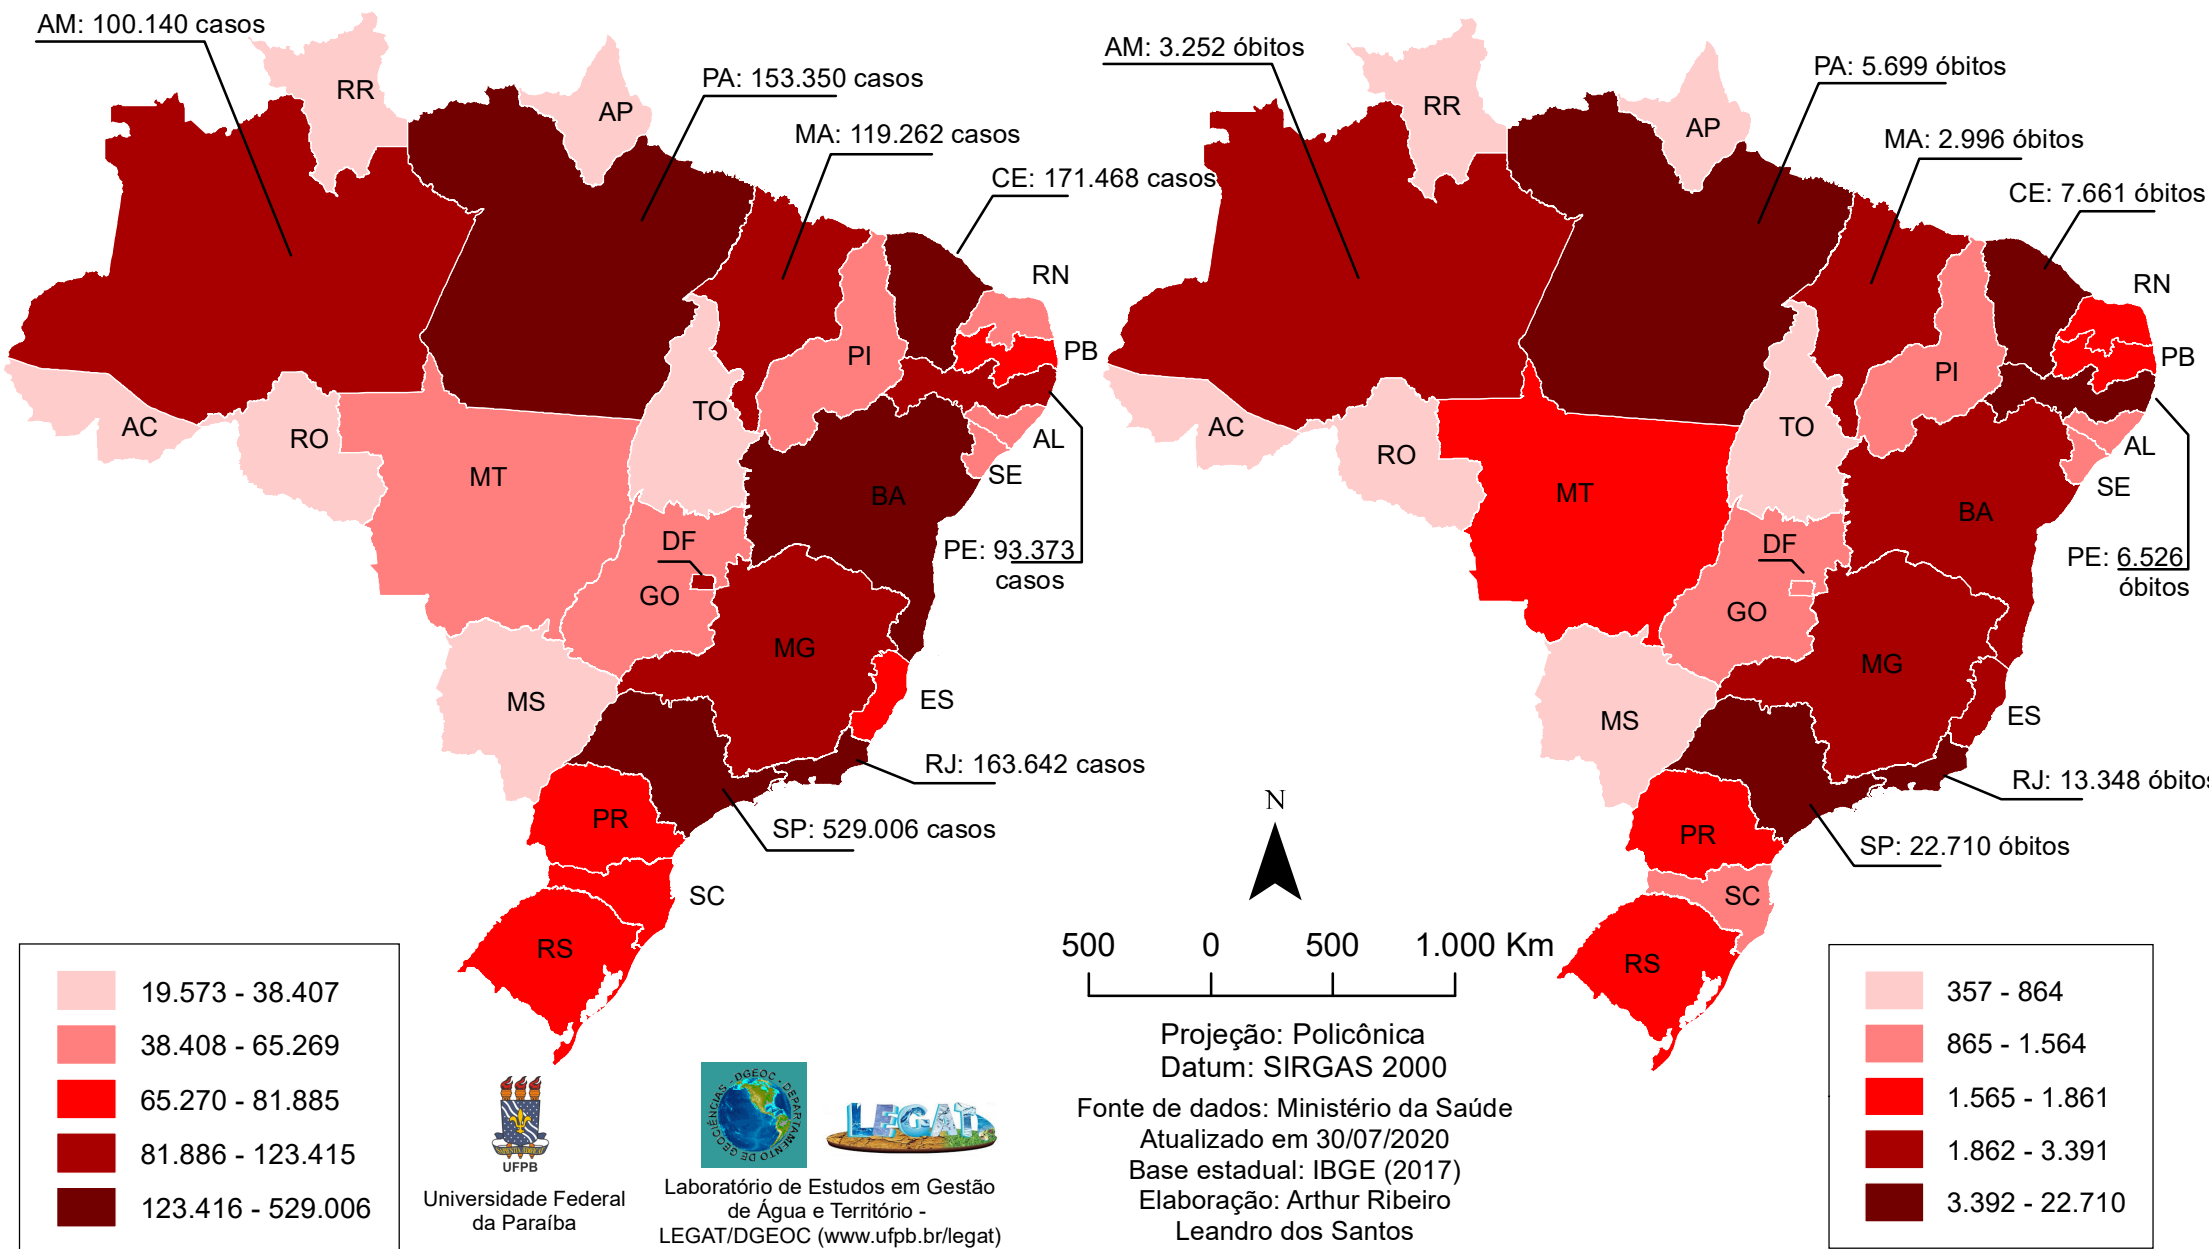 AM: 100.140 casos
RR
AP
PA: 153.350 casos
MA: 119.262 casos
CE: 171.468 casos
RN
PB
PI
TO
AC
RO
MT
AL
SE
BA
DF
GO
PE: 93.373
casos
MG
MS
ES
RJ: 163.642 casos
SP: 529.006 casos
PR
SC
RS
19.573 - 38.407
38.408 - 65.269
65.270 - 81.885
81.886 - 123.415
123.416 - 529.006
AM: 3.252 óbitos
RR
AP
PA: 5.699 óbitos
MA: 2.996 óbitos
CE: 7.661 óbitos
RN
PB
PI
TO
AC
RO
MT
AL
SE
BA
DF
GO
PE: 6.526
óbitos
MG
MS
ES
RJ: 13.348 óbitos
SP: 22.710 óbitos
PR
SC
RS
357 - 864
865 - 1.564
1.565 - 1.861
1.862 - 3.391
3.392 - 22.710
N
500 0 500 1.000 Km
Projeção: Policônica
Datum: SIRGAS 2000
Fonte de dados: Ministério da Saúde
Atualizado em 30/07/2020
Base estadual: IBGE (2017)
Elaboração: Arthur Ribeiro
Leandro dos Santos
UFPB
Universidade Federal
da Paraíba
DGEOC - DEPARTAMENTO DE GEOCIÊNCIAS -
LEGAT
Laboratório de Estudos em Gestão
de Água e Território -
LEGAT/DGEOC (www.ufpb.br/legat)